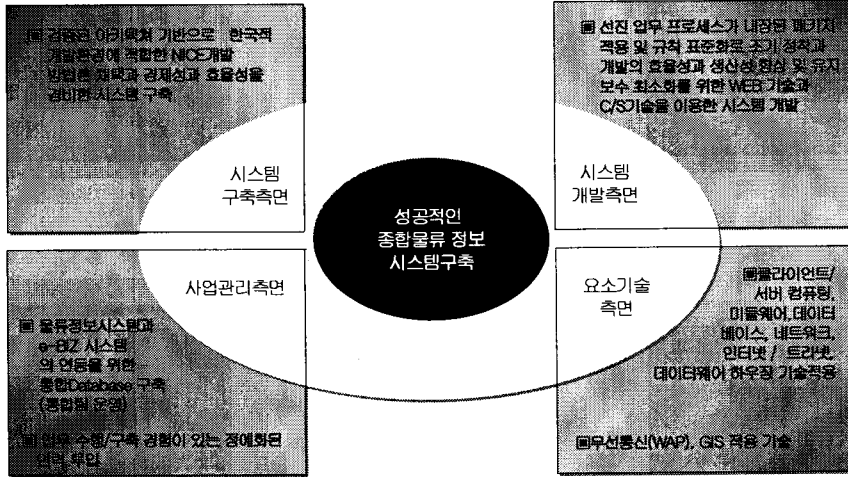 ▣ 검증된 아키텍쳐 기반으로 한국적
개발환경에 적합한 NICE개발
방법론 채택과 경제성과 효율성을
겸비한 시스템 구축
시스템
구축측면
▣ 선진 업무 프로세스가 내장된 패키지
적용 및 규칙 표준화로 조기 정착과
개발의 효율성과 생산성 향상 및 유지
보수 최소화를 위한 WEB 기술과
C/S기술을 이용한 시스템 개발
시스템
개발측면
성공적인
종합물류 정보
시스템구축
사업관리측면
▣ 물류정보시스템과
e-BIZ 시스템
의 연동을 위한
통합Database 구축
(통합팀 운영)
▣ 업무 수행/구축 경험이 있는 정예화된
인력 투입
요소기술
측면
▣클라이언트/
서버 컴퓨팅,
미들웨어,데이터
베이스, 네트워크,
인터넷 / 트라넷,
데이터웨어 하우징 기술적용
▣무선통신(WAP), GIS 적용 기술